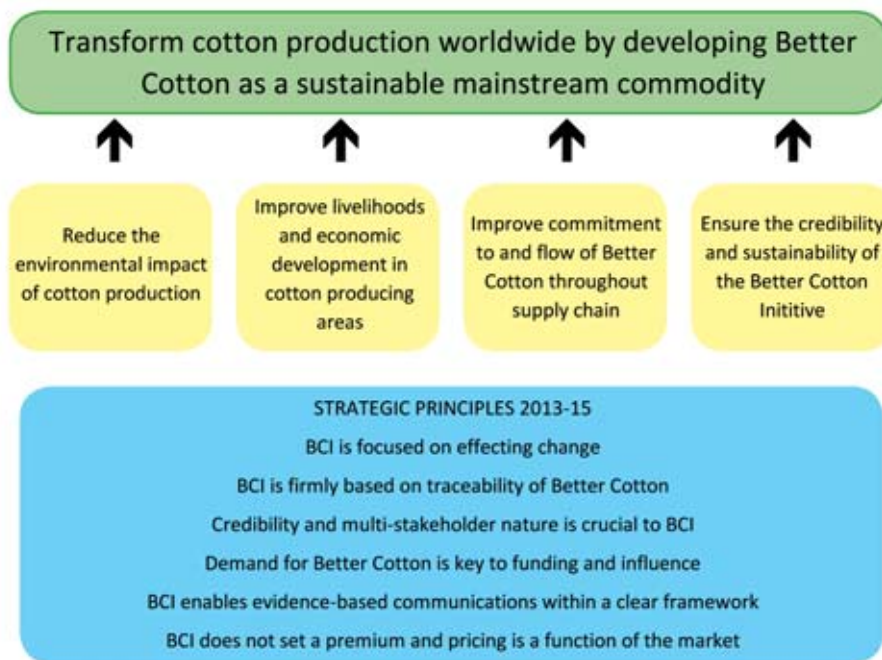 Transform cotton production worldwide by developing Better
Cotton as a sustainable mainstream commodity
Reduce the
environmental impact
of cotton production
Improve livelihoods
and economic
development in
cotton producing
areas
Improve commitment
to and flow of Better
Cotton throughout
supply chain
Ensure the credibility
and sustainability of
the Better Cotton
Inititive
STRATEGIC PRINCIPLES 2013-15
BCI is focused on effecting change
BCI is firmly based on traceability of Better Cotton
Credibility and multi-stakeholder nature is crucial to BCI
Demand for Better Cotton is key to funding and influence
BCI enables evidence-based communications within a clear framework
BCI does not set a premium and pricing is a function of the market